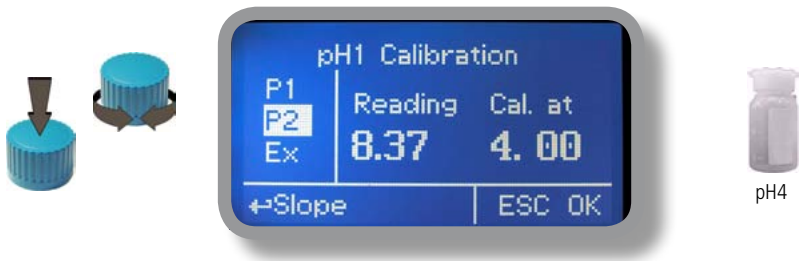 pH1 Calibration
P1
P2
Ex
Reading Cal. at
8.37 4.00
↩Slope
ESC OK
pH4